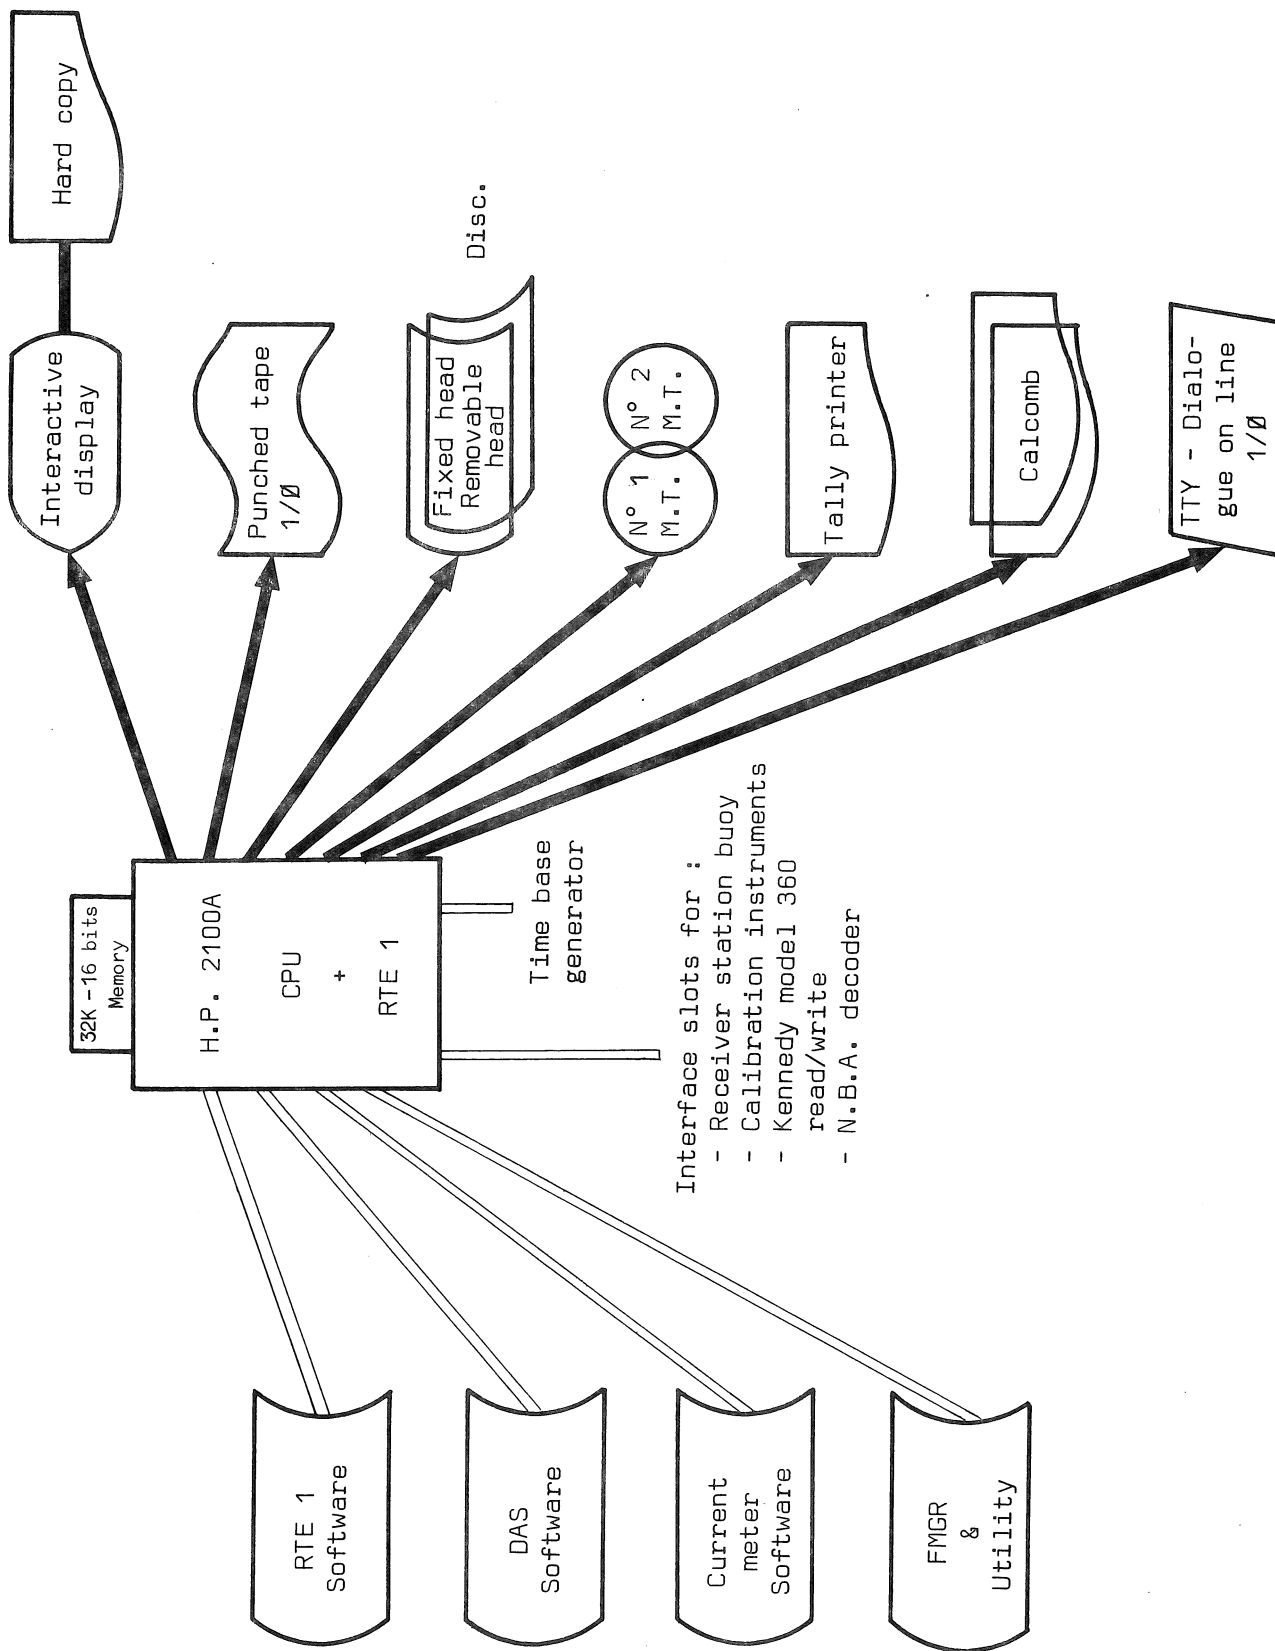 Hard copy
Interactive
display
Punched tape
1/Ø
Disc.
Fixed head
Removable
head
N° 1
M.T.
N° 2
M.T.
Tally printer
Calcomb
TTY - Dialo-
gue on line
1/Ø
32K -16 bits
Memory
H.P. 2100A
CPU
+
RTE 1
Time base
generator
Interface slots for :
- Receiver station buoy
- Calibration instruments
- Kennedy model 360
read/write
- N.B.A. decoder
RTE 1
Software
DAS
Software
Current
meter
Software
FMGR
&
Utility